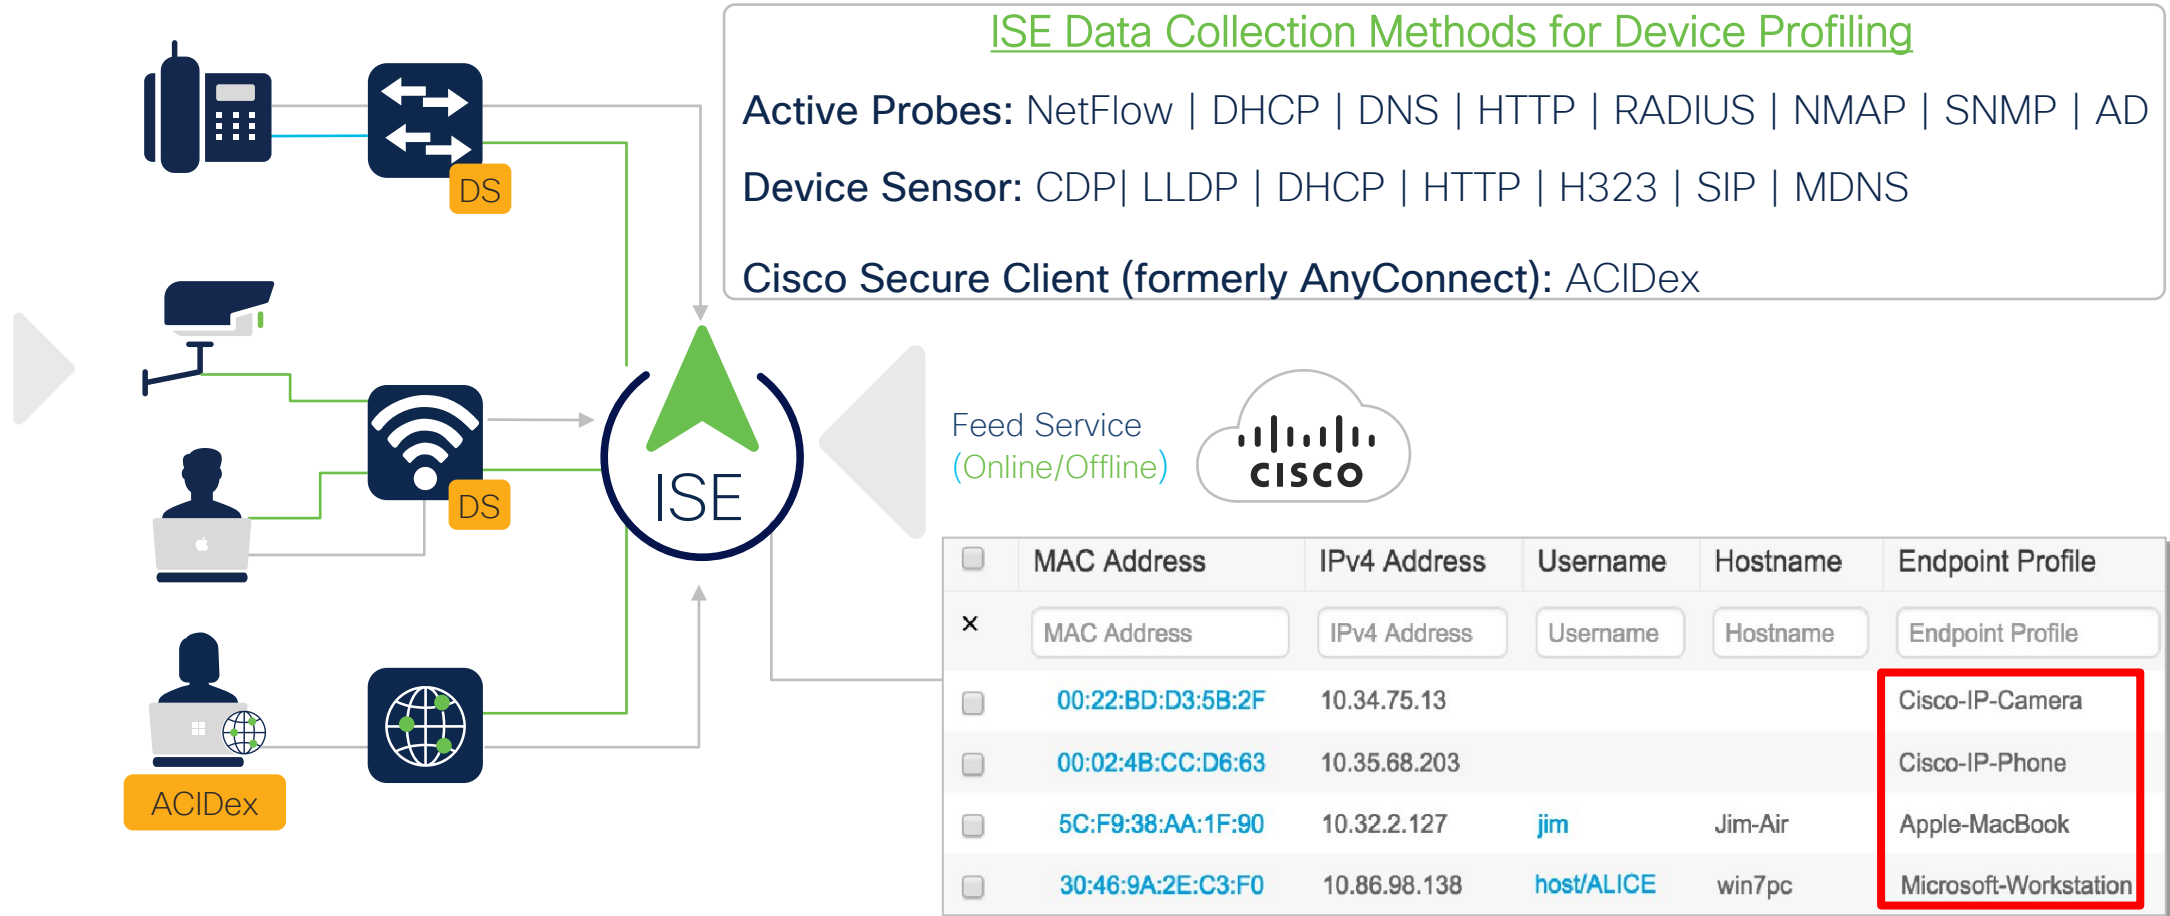 ISE Data Collection Methods for Device Profiling
Active Probes: NetFlow | DHCP | DNS | HTTP | RADIUS | NMAP | SNMP | AD
Device Sensor: CDP| LLDP | DHCP | HTTP | H323 | SIP | MDNS
Cisco Secure Client (formerly AnyConnect): ACIDex
DS
DS
ACIDex
ISE
Feed Service
(Online/Offline)
CISCO
MAC Address IPv4 Address Username Hostname Endpoint Profile
× MAC Address IPv4 Address Username Hostname Endpoint Profile
00:22:BD:D3:5B:2F 10.34.75.13 Cisco-IP-Camera
00:02:4B:CC:D6:63 10.35.68.203 Cisco-IP-Phone
5C:F9:38:AA:1F:90 10.32.2.127 jim Jim-Air Apple-MacBook
30:46:9A:2E:C3:F0 10.86.98.138 host/ALICE win7pc Microsoft-Workstation